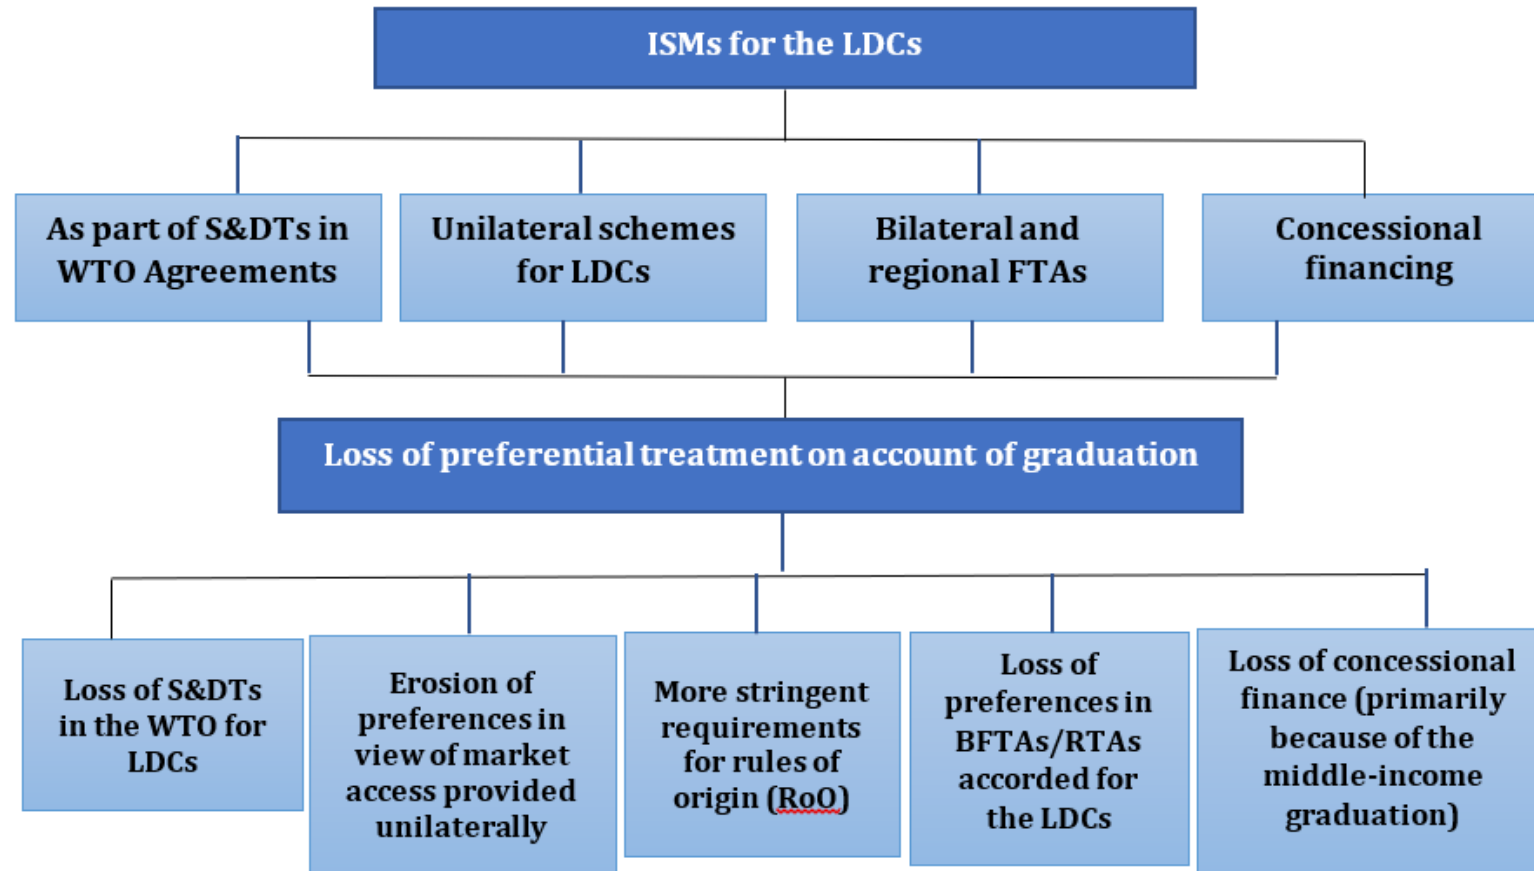 ISMs for the LDCs
As part of S&DTs in
WTO Agreements
Unilateral schemes
for LDCs
Bilateral and
regional FTAs
Concessional
financing
Loss of preferential treatment on account of graduation
Loss of S&DTs
in the WTO for
LDCs
Erosion of
preferences in
view of market
access provided
unilaterally
More stringent
requirements
for rules of
origin (RoO)
Loss of
preferences in
BFTAs/RTAs
accorded for
the LDCs
Loss of concessional
finance (primarily
because of the
middle-income
graduation)